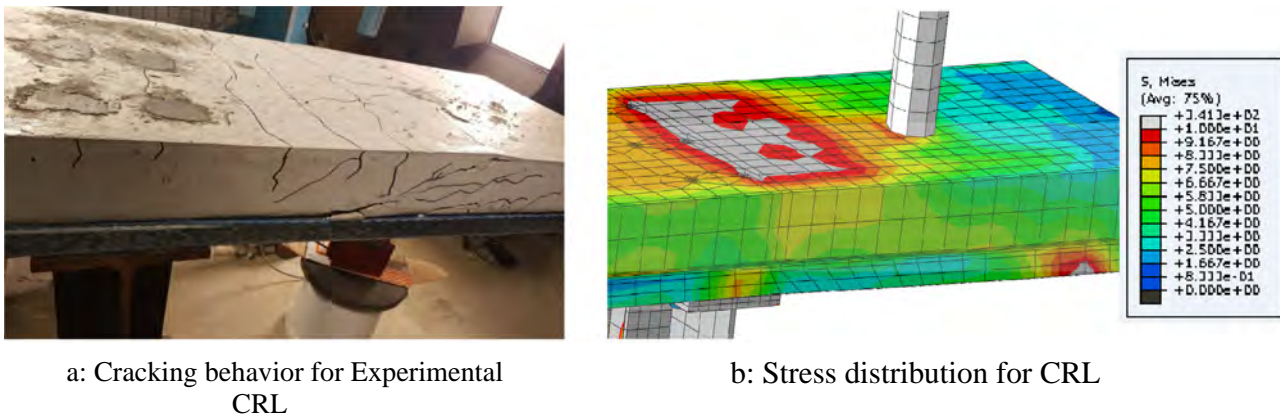 S, Mises
(Avg: 75%)
+3.413e+02
+1.000e+01
+9.167e+00
+8.333e+00
+7.500e+00
+6.667e+00
+5.833e+00
+5.000e+00
+4.167e+00
+3.333e+00
+2.500e+00
+1.667e+00
+8.333e-01
+0.000e+00
a: Cracking behavior for Experimental
CRL
b: Stress distribution for CRL